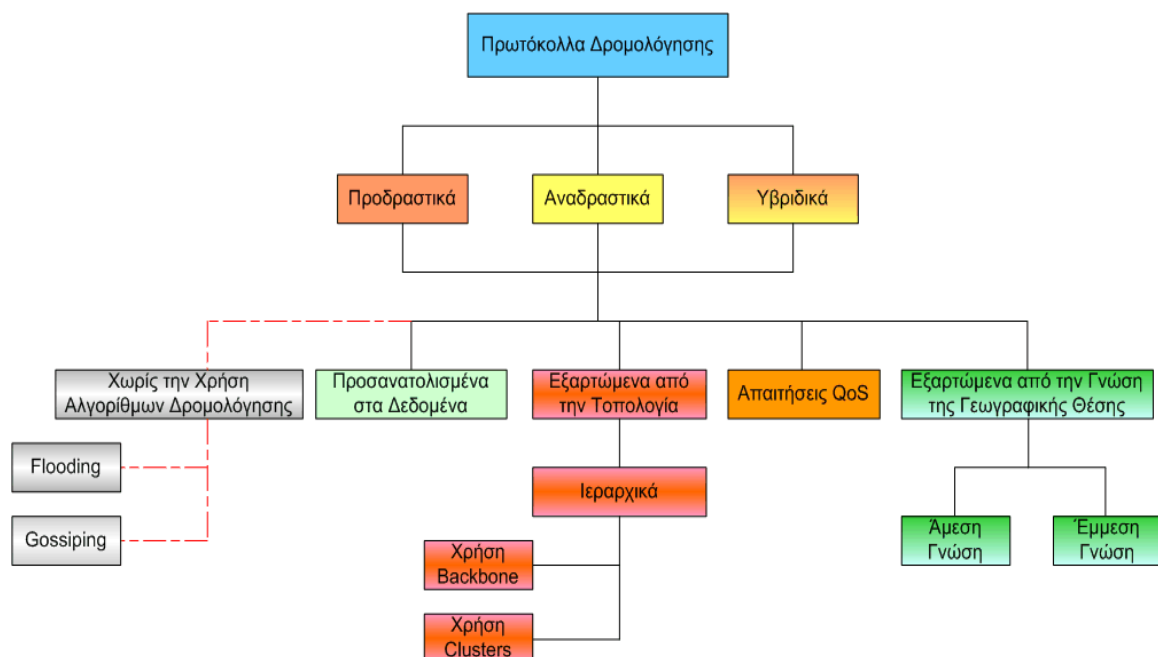 Πρωτόκολλα Δρομολόγησης
Προδραστικά
Αναδραστικά
Υβριδικά
Χωρίς την Χρήση
Αλγορίθμων Δρομολόγησης
Προσανατολισμένα
στα Δεδομένα
Εξαρτώμενα από
την Τοπολογία
Απαιτήσεις QoS
Εξαρτώμενα από την Γνώση
της Γεωγραφικής Θέσης
Flooding
Gossiping
Ιεραρχικά
Χρήση
Backbone
Χρήση
Clusters
Άμεση
Γνώση
Έμμεση
Γνώση